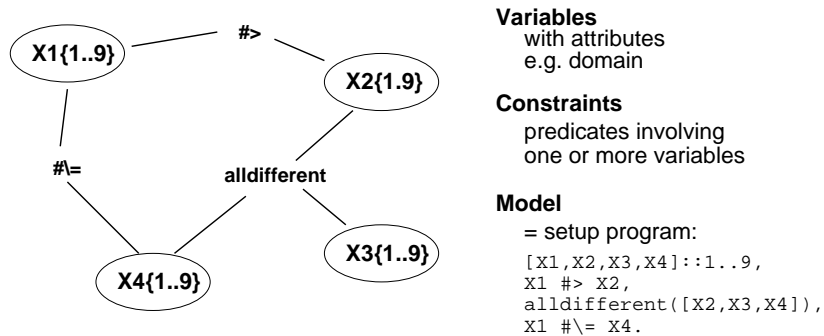 X1{1..9}
#>
X2{1.9}
#\=
alldifferent
X3{1..9}
X4{1..9}
Variables
with attributes
e.g. domain
Constraints
predicates involving
one or more variables
Model
= setup program:
[X1,X2,X3,X4]::1..9,
X1 #> X2,
alldifferent([X2,X3,X4]),
X1 #\= X4.